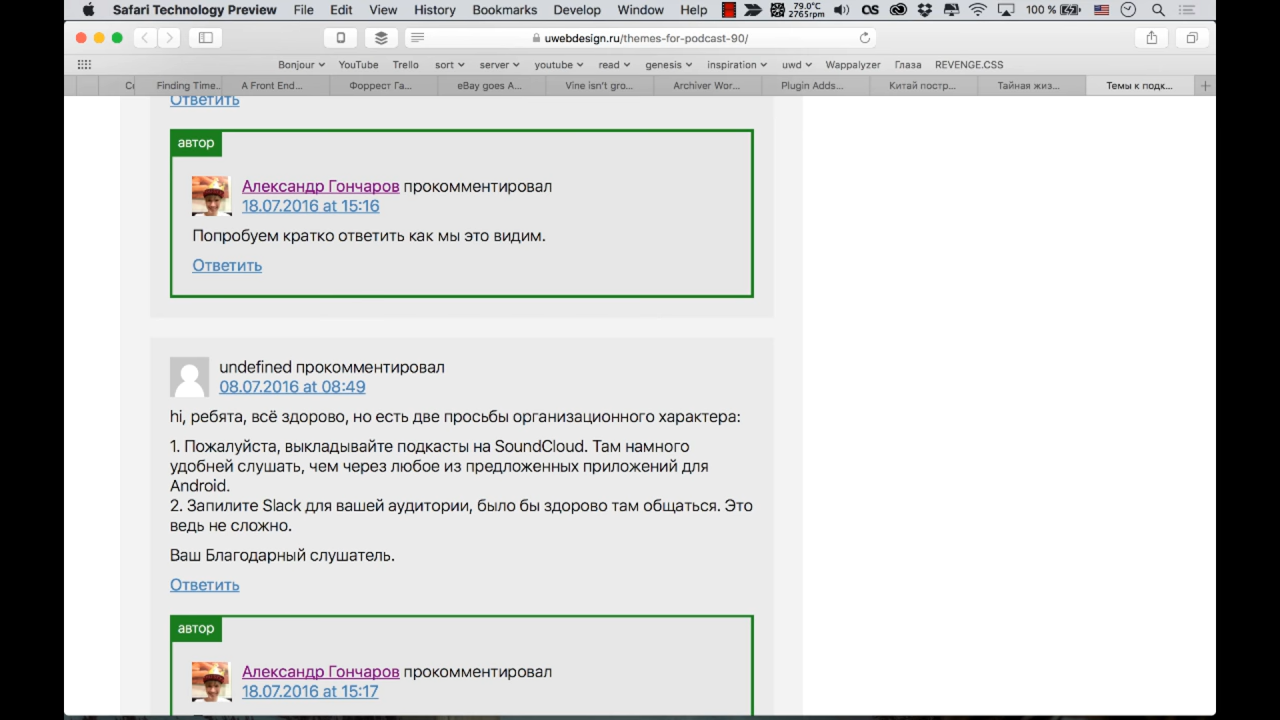 Safari Technology Preview File Edit View History Bookmarks Develop Window Help 79.0°C 2765rpm 100 %
uwebdesign.ru/themes-for-podcast-90/
Bonjour YouTube Trello sort server youtube read genesis inspiration uwd Wappalyzer Глаза REVENGE.CSS
Finding Time... A Front End... Форрест Га... eBay goes A... Vine isn't gro... Archiver Wor... Plugin Adds... Китай постр... Тайная жиз... Темы к подк...
Ответить
автор
Александр Гончаров прокомментировал
18.07.2016 at 15:16
Попробуем кратко ответить как мы это видим.
Ответить
undefined прокомментировал
08.07.2016 at 08:49
hi, ребята, всё здорово, но есть две просьбы организационного характера:
1. Пожалуйста, выкладывайте подкасты на SoundCloud. Там намного
удобней слушать, чем через любое из предложенных приложений для
Android.
2. Запилите Slack для вашей аудитории, было бы здорово там общаться. Это
ведь не сложно.
Ваш Благодарный слушатель.
Ответить
автор
Александр Гончаров прокомментировал
18.07.2016 at 15:17